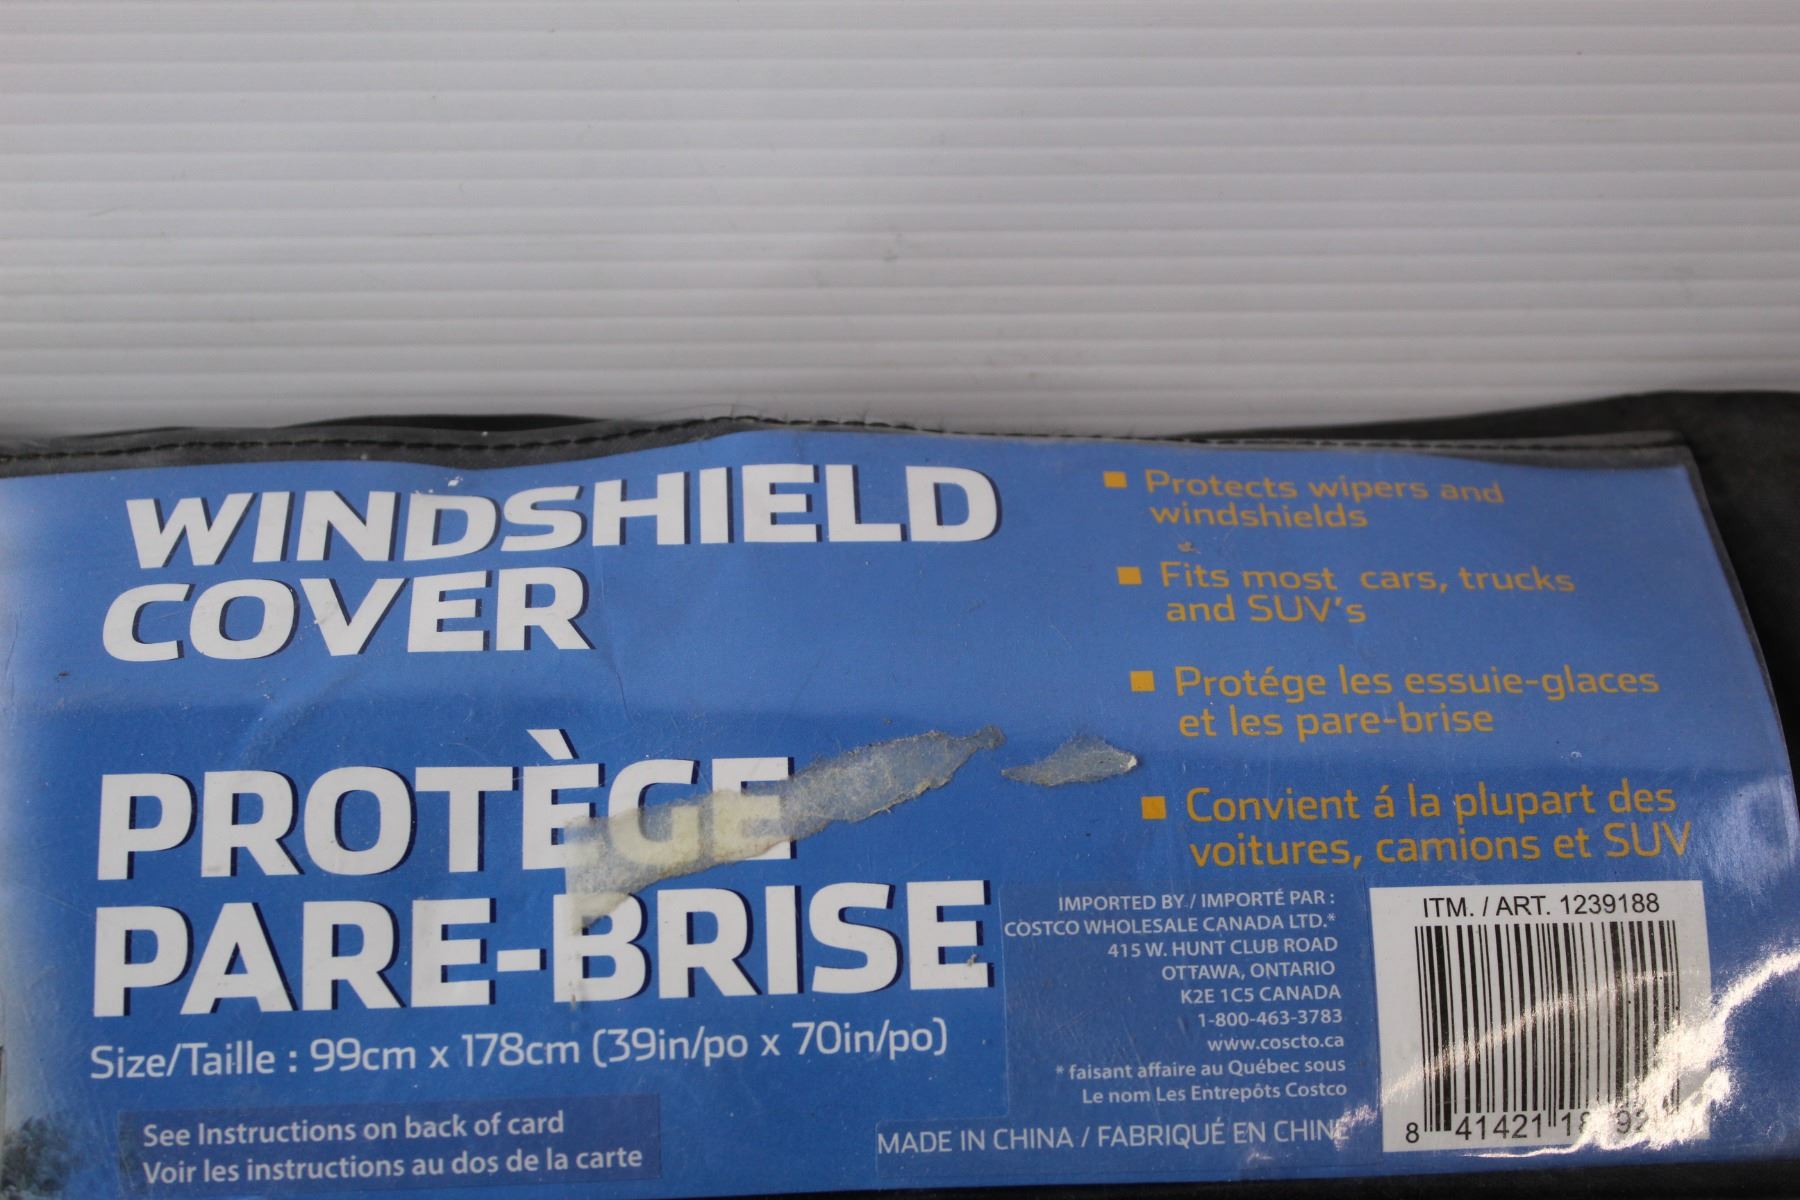 WINDSHIELD
COVER
PROTÈGE
PARE-BRISE
Size/Taille : 99cm x 178cm (39in/po x 70in/po)
See Instructions on back of card
Voir les instructions au dos de la carte
Protects wipers and
windshields
Fits most cars, trucks
and SUV's
Protége les essuie-glaces
et les pare-brise
Convient á la plupart des
voitures, camions et SUV
IMPORTED BY / IMPORTÉ PAR :
COSTCO WHOLESALE CANADA LTD.*
415 W. HUNT CLUB ROAD
OTTAWA, ONTARIO
K2E 1C5 CANADA
1-800-463-3783
www.coscto.ca
* faisant affaire au Québec sous
Le nom Les Entrepôts Costco
MADE IN CHINA / FABRIQUÉ EN CHINE
ITM. / ART. 1239188
8 41421